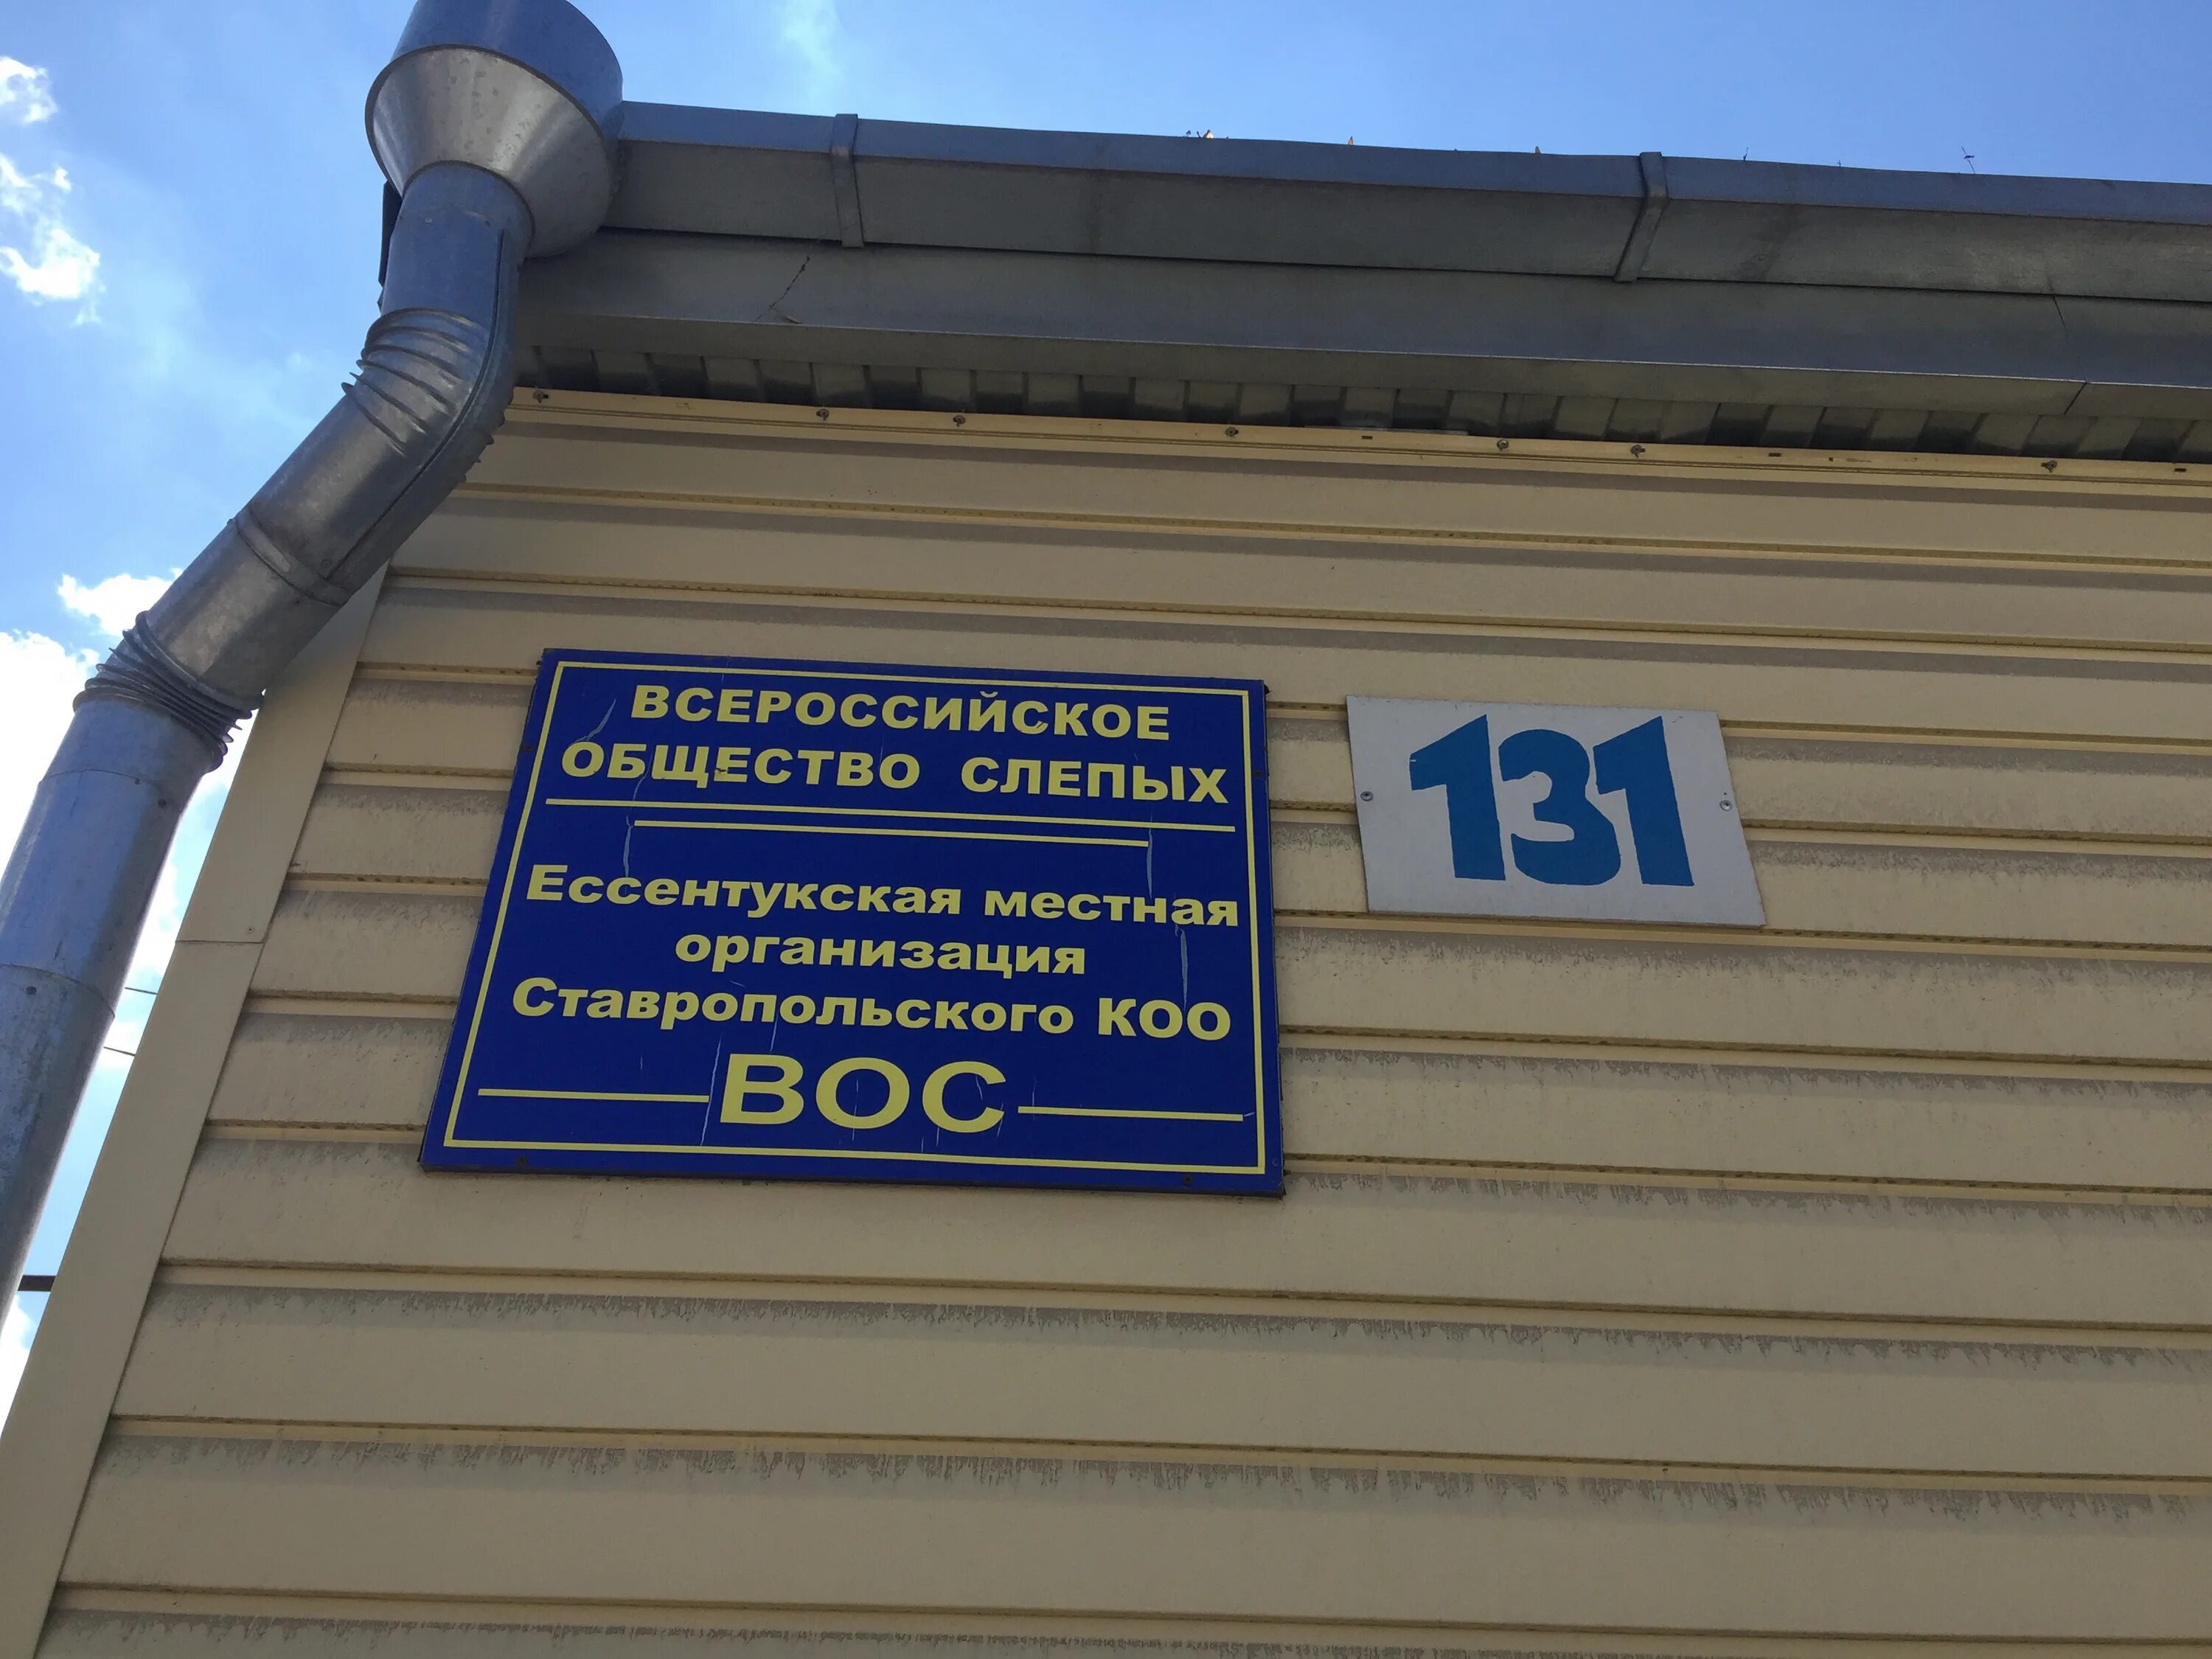 ВСЕРОССИЙСКОЕ
ОБЩЕСТВО СЛЕПЫХ
Ессентукская местная
организация
Ставропольского КОО
ВОС
131